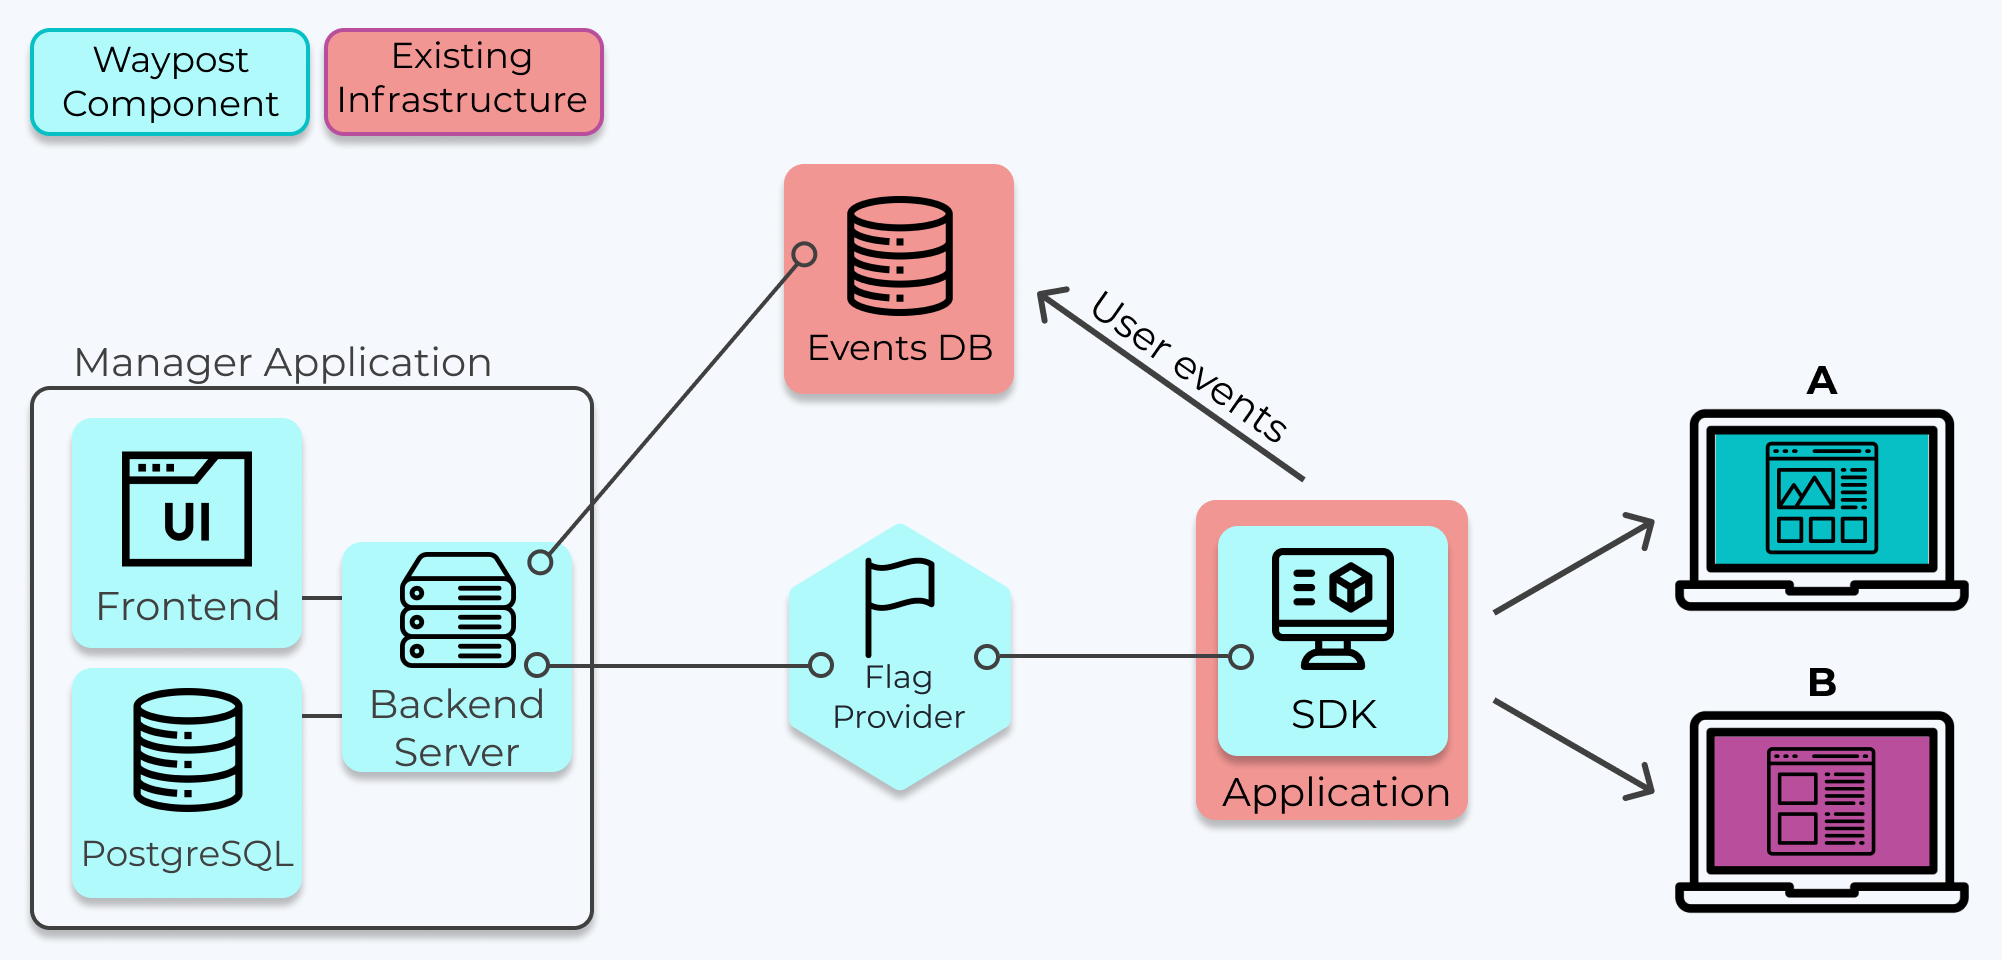 Waypost
Component
Existing
Infrastructure
Events DB
User events
Manager Application
UI
Frontend
Backend
Server
PostgreSQL
Flag
Provider
SDK
Application
A
B